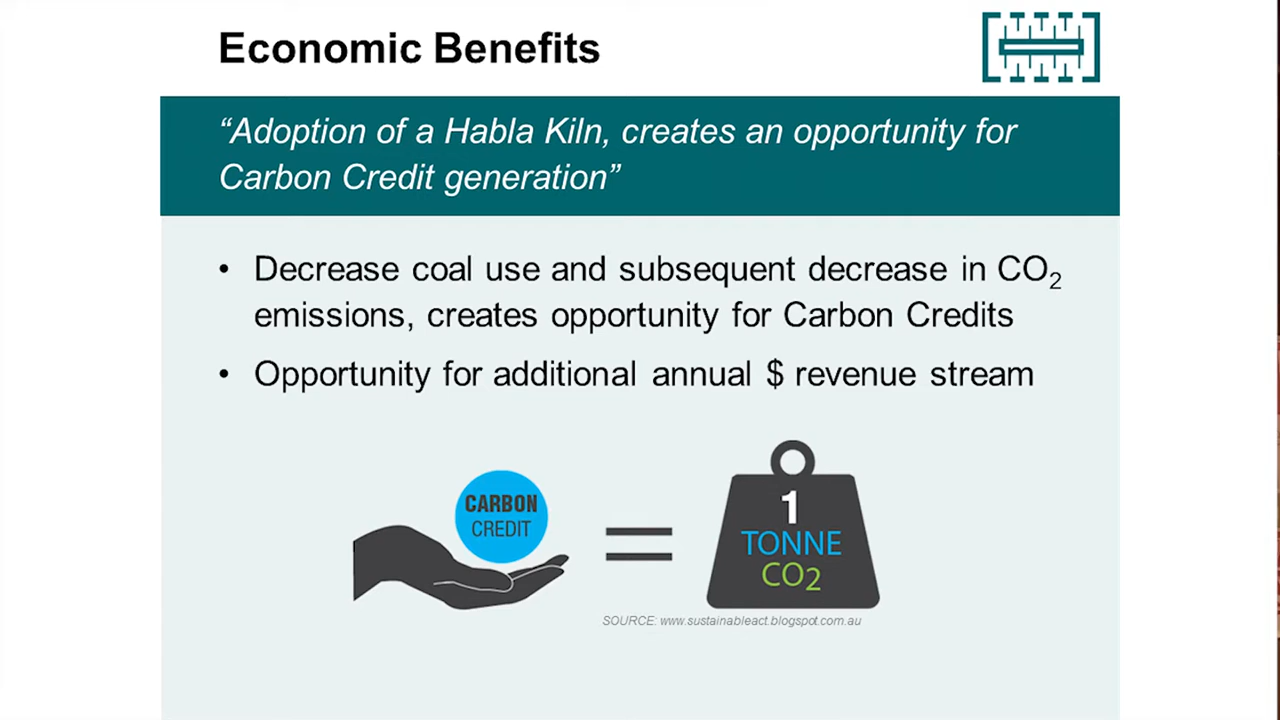 Economic Benefits
“Adoption of a Habla Kiln, creates an opportunity for
Carbon Credit generation”
• Decrease coal use and subsequent decrease in CO₂
emissions, creates opportunity for Carbon Credits
• Opportunity for additional annual $ revenue stream
CARBON
CREDIT
=
1
TONNE
CO2
SOURCE: www.sustainableact.blogspot.com.au